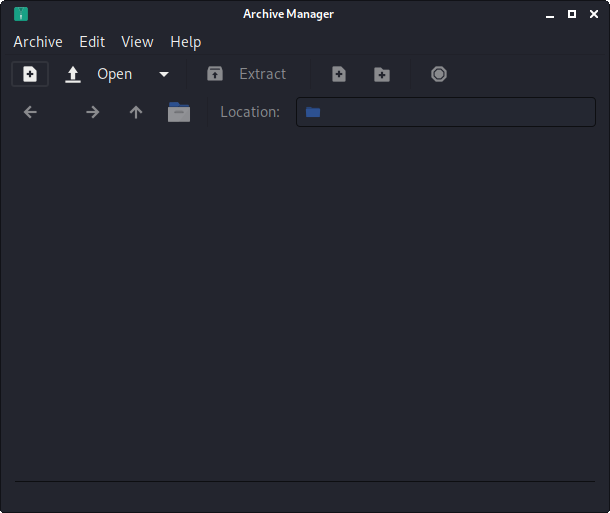 Archive Manager
Archive Edit View Help
Open Extract
Location: